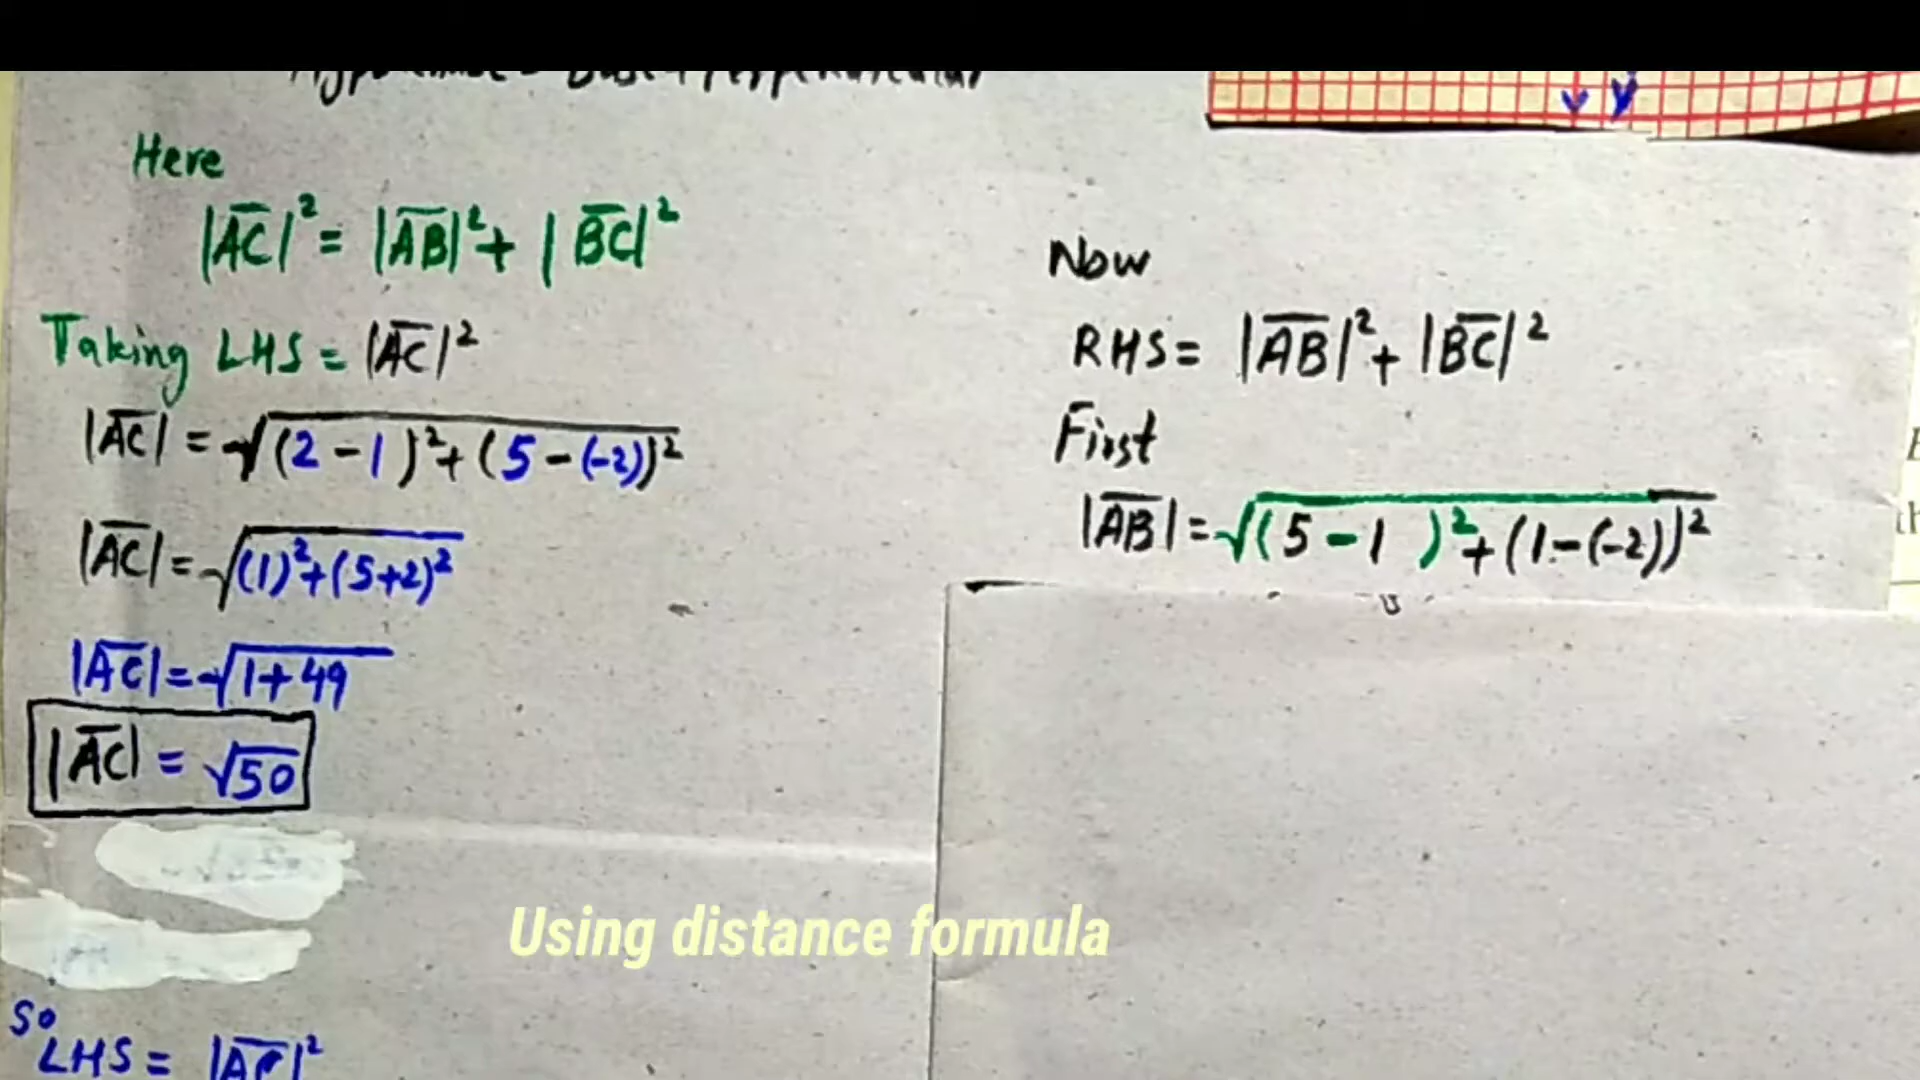 Here
|AC|² = |AB|² + |BC|²
Taking LHS = |AC|²
|AC| = √(2 - 1 )² + (5 - (-2))²
|AC| = √(1)² + (5+2)²
|AC| = √1 + 49
|AC| = √50
So
LHS = |AC|²
Now
RHS = |AB|² + |BC|²
First
|AB| = √(5 - 1 )² + (1 - (-2))²
Using distance formula